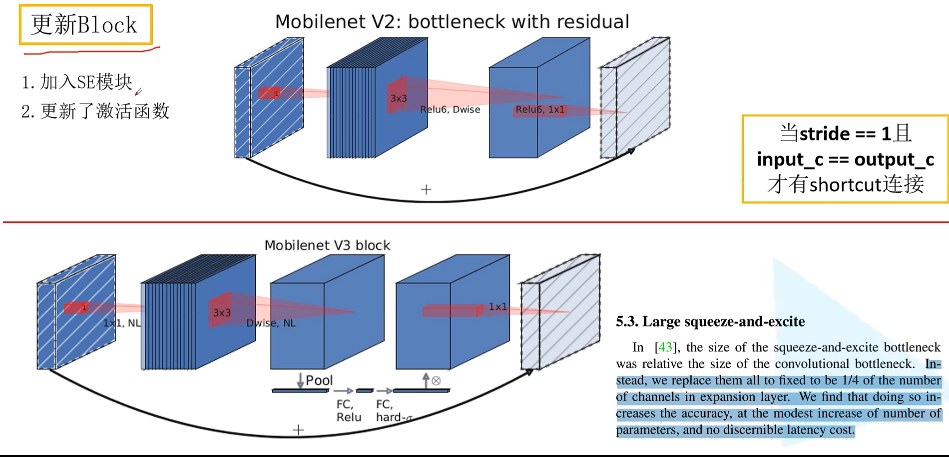 更新Block
1. 加入SE模块
2. 更新了激活函数
Mobilenet V2: bottleneck with residual
1
3x3
Relu6, Dwise
Relu6, 1x1
+
当stride == 1且
input_c == output_c
才有shortcut连接
Mobilenet V3 block
1
1x1, NL
3x3
Dwise, NL
1x1
Pool
FC,
Relu
FC,
hard-σ
⊗
+
5.3. Large squeeze-and-excite
In [43], the size of the squeeze-and-excite bottleneck
was relative the size of the convolutional bottleneck. In-
stead, we replace them all to fixed to be 1/4 of the number
of channels in expansion layer. We find that doing so in-
creases the accuracy, at the modest increase of number of
parameters, and no discernible latency cost.